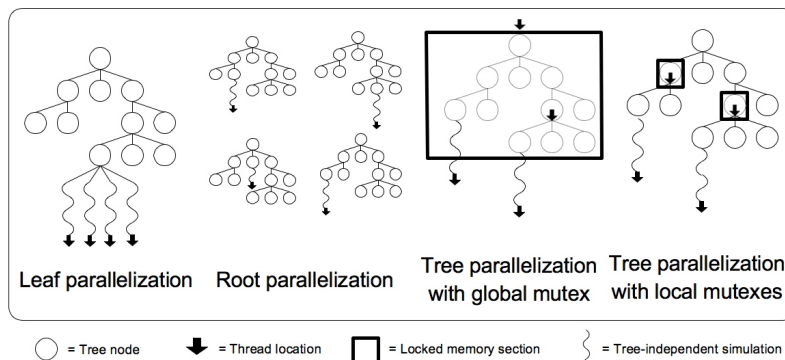 Leaf parallelization
Root parallelization
Tree parallelization
with global mutex
Tree parallelization
with local mutexes
= Tree node
= Thread location
= Locked memory section
= Tree-independent simulation